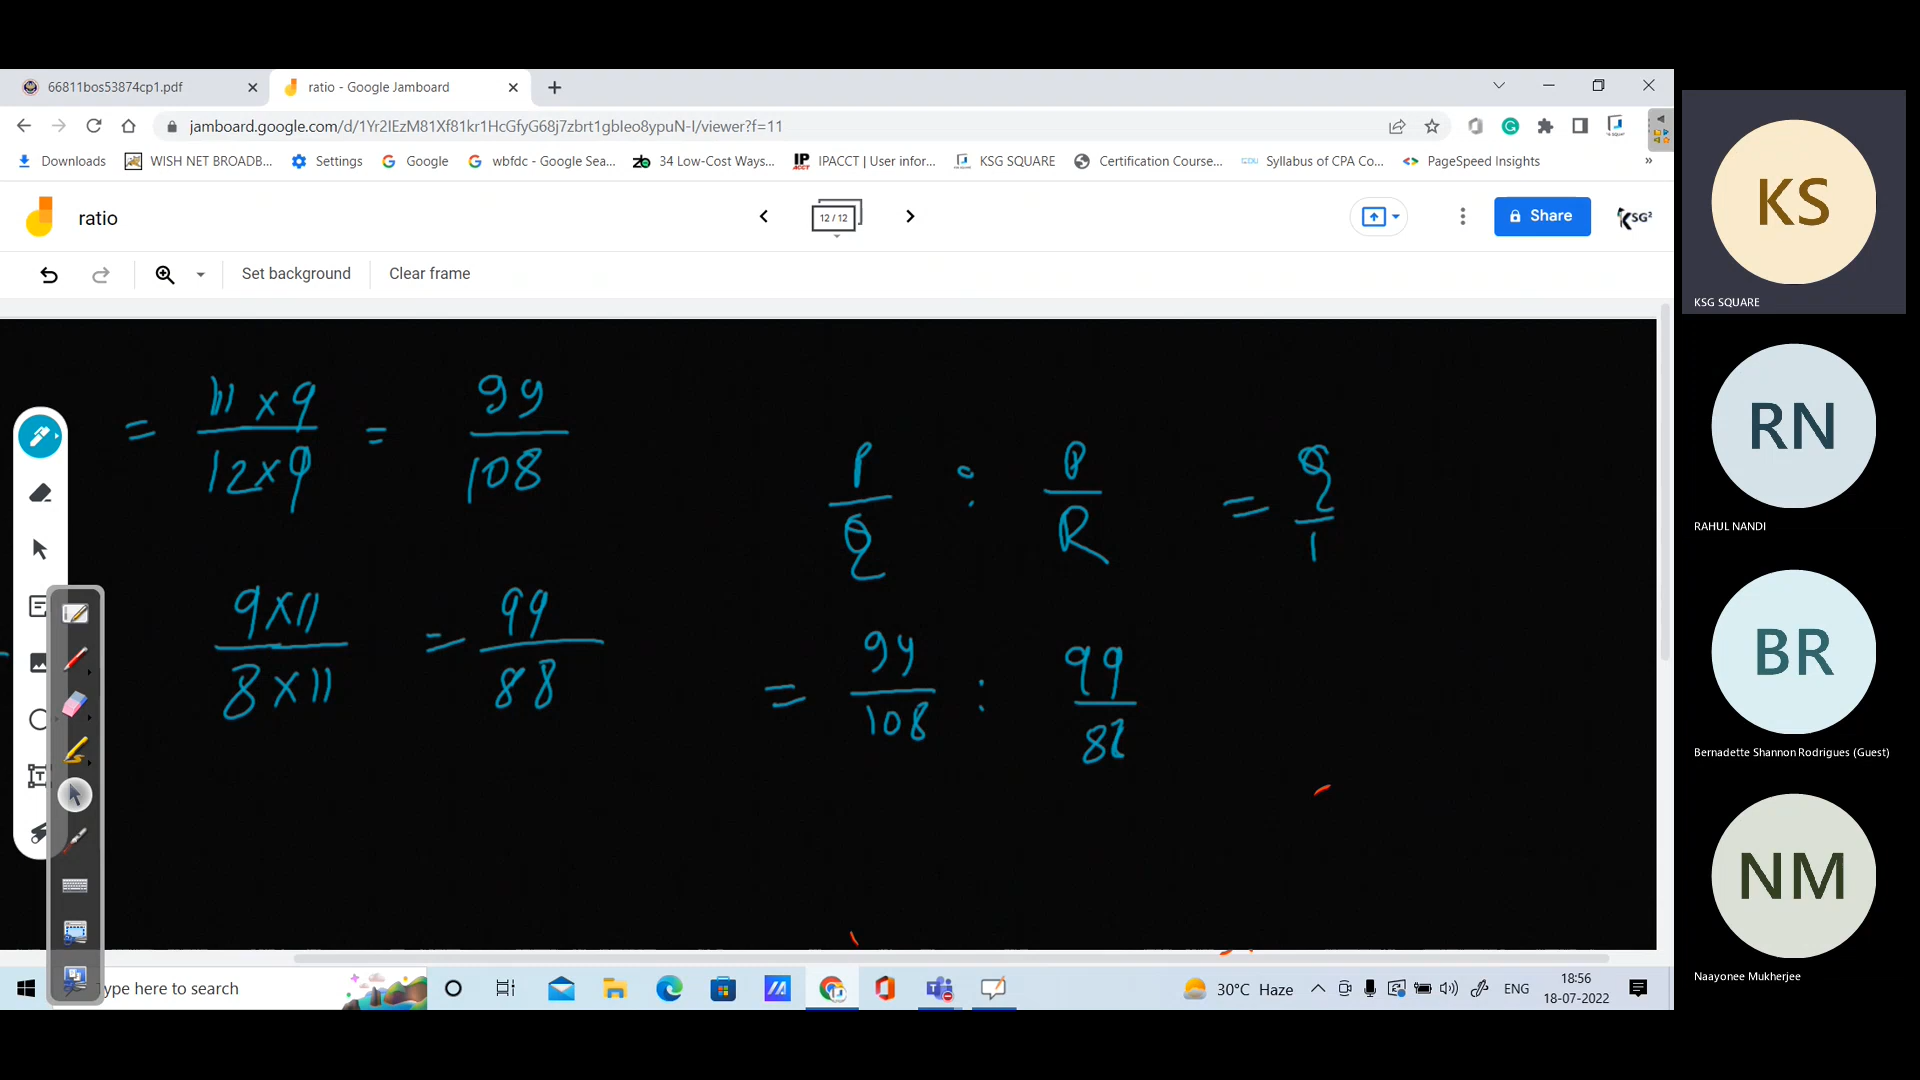 66811bos53874cp1.pdf
ratio - Google Jamboard
jamboard.google.com/d/1Yr2IEzM81Xf81kr1HcGfyG68j7zbrt1gbIeo8ypuN-I/viewer?f=11
Downloads WISH NET BROADB... Settings Google wbfdc - Google Sea... 34 Low-Cost Ways... IPACCT | User infor... KSG SQUARE Certification Course... Syllabus of CPA Co... PageSpeed Insights »
ratio
12 / 12
Share
KSG²
Set background Clear frame
= 11 x 9 / 12 x 9 = 99 / 108
P / Q : P / R = Q / 1
9 x 11 / 8 x 11 = 99 / 88
= 99 / 108 : 99 / 88
KS
KSG SQUARE
RN
RAHUL NANDI
BR
Bernadette Shannon Rodrigues (Guest)
NM
Naayonee Mukherjee
ype here to search
30°C Haze
ENG
18:56
18-07-2022